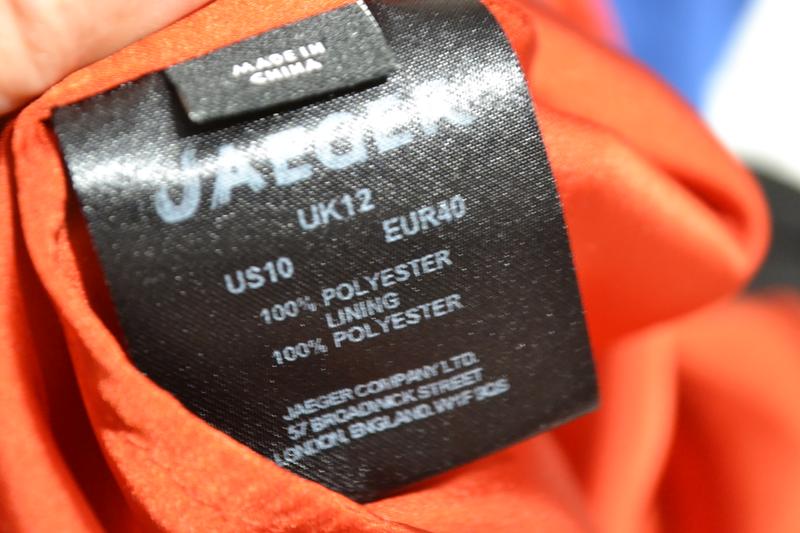 MADE IN
CHINA
JAEGER
UK12
US10
EUR40
100% POLYESTER
LINING
100% POLYESTER
JAEGER COMPANY LTD.
57 BROADWICK STREET
LONDON, ENGLAND, W1F 9QS